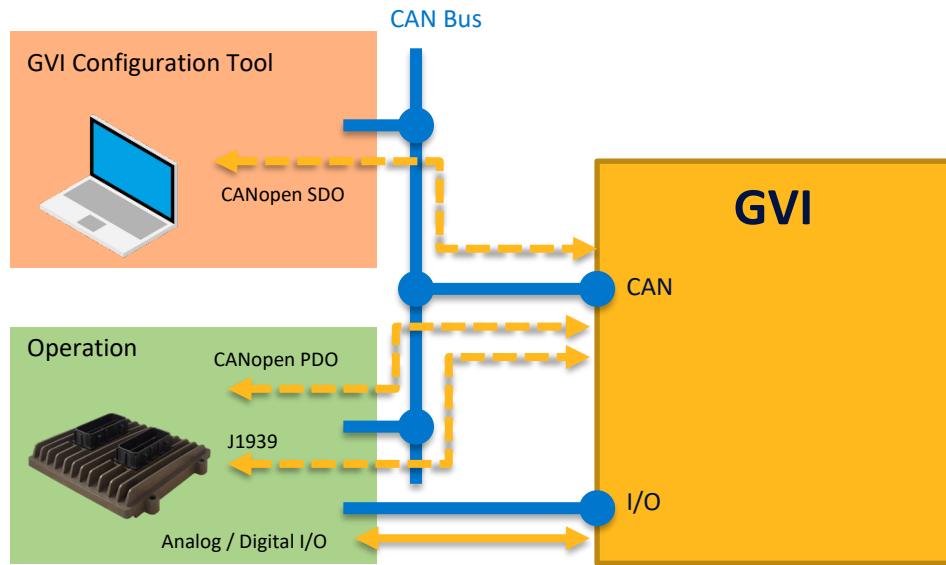 CAN Bus
GVI Configuration Tool
CANopen SDO
GVI
CAN
Operation
CANopen PDO
J1939
I/O
Analog / Digital I/O